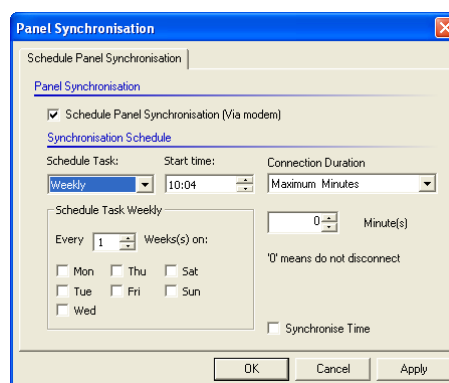 Panel Synchronisation
Schedule Panel Synchronisation
Panel Synchronisation
Schedule Panel Synchronisation (Via modem)
Synchronisation Schedule
Schedule Task: Start time: Connection Duration
Weekly 10:04 Maximum Minutes
Schedule Task Weekly
0 Minute(s)
Every 1 Weeks(s) on:
'0' means do not disconnect
Mon Thu Sat
Tue Fri Sun
Wed
Synchronise Time
OK Cancel Apply